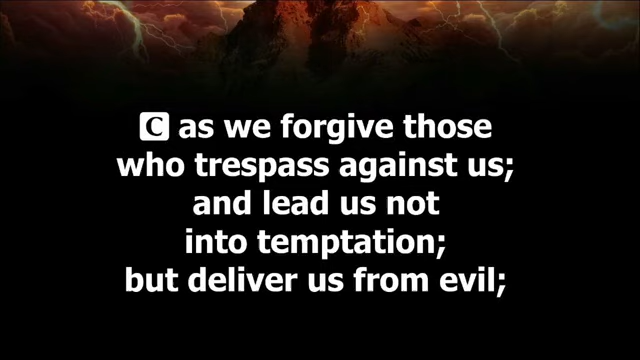 C as we forgive those
who trespass against us;
and lead us not
into temptation;
but deliver us from evil;